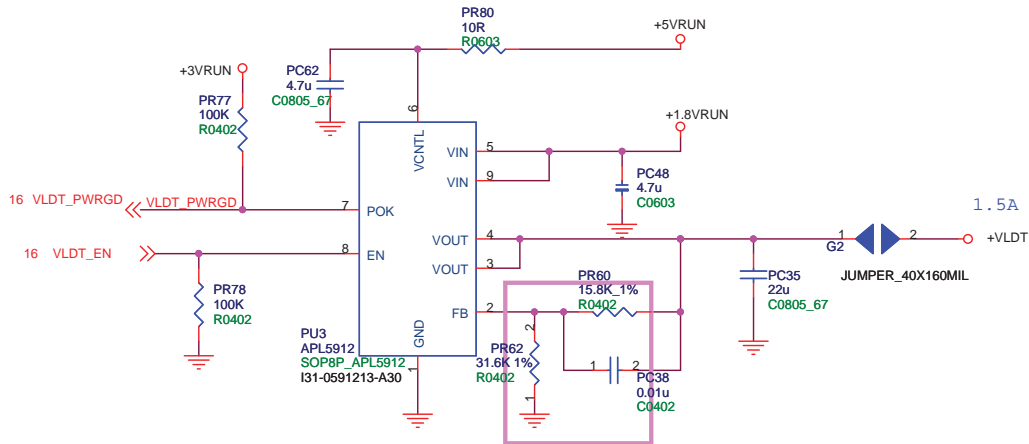 PR80
10R
R0603
+5VRUN
+3VRUN
PC62
4.7u
C0805_67
PR77
100K
R0402
6
VCNTL
+1.8VRUN
VIN
5
VIN
9
PC48
4.7u
C0603
16 VLDT_PWRGD
VLDT_PWRGD
7
POK
1.5A
16 VLDT_EN
8
EN
VOUT
4
VOUT
3
1
2
G2
+VLDT
JUMPER_40X160MIL
PC35
22u
C0805_67
PR78
100K
R0402
PR60
15.8K_1%
R0402
FB
2
GND
1
PU3
APL5912
SOP8P_APL5912
I31-0591213-A30
2
PR62
31.6K 1%
R0402
1
1
2
PC38
0.01u
C0402